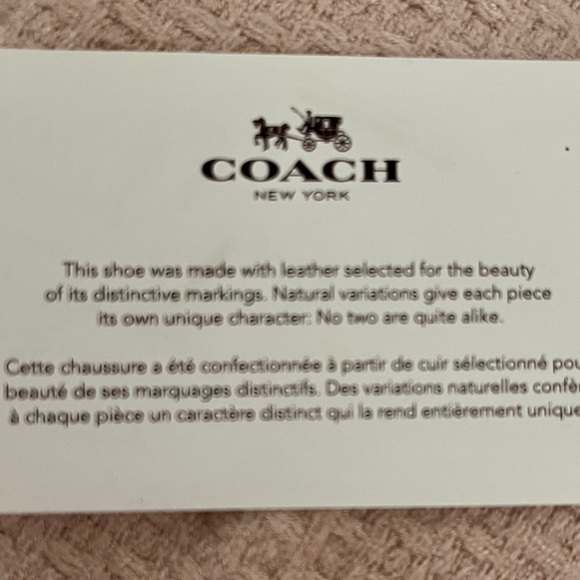 COACH
NEW YORK
This shoe was made with leather selected for the beauty
of its distinctive markings. Natural variations give each piece
its own unique character. No two are quite alike.
Cette chaussure a été confectionnée à partir de cuir sélectionné pou
beauté de ses marquages distinctifs. Des variations naturelles confè
à chaque pièce un caractère distinct qui la rend entièrement unique